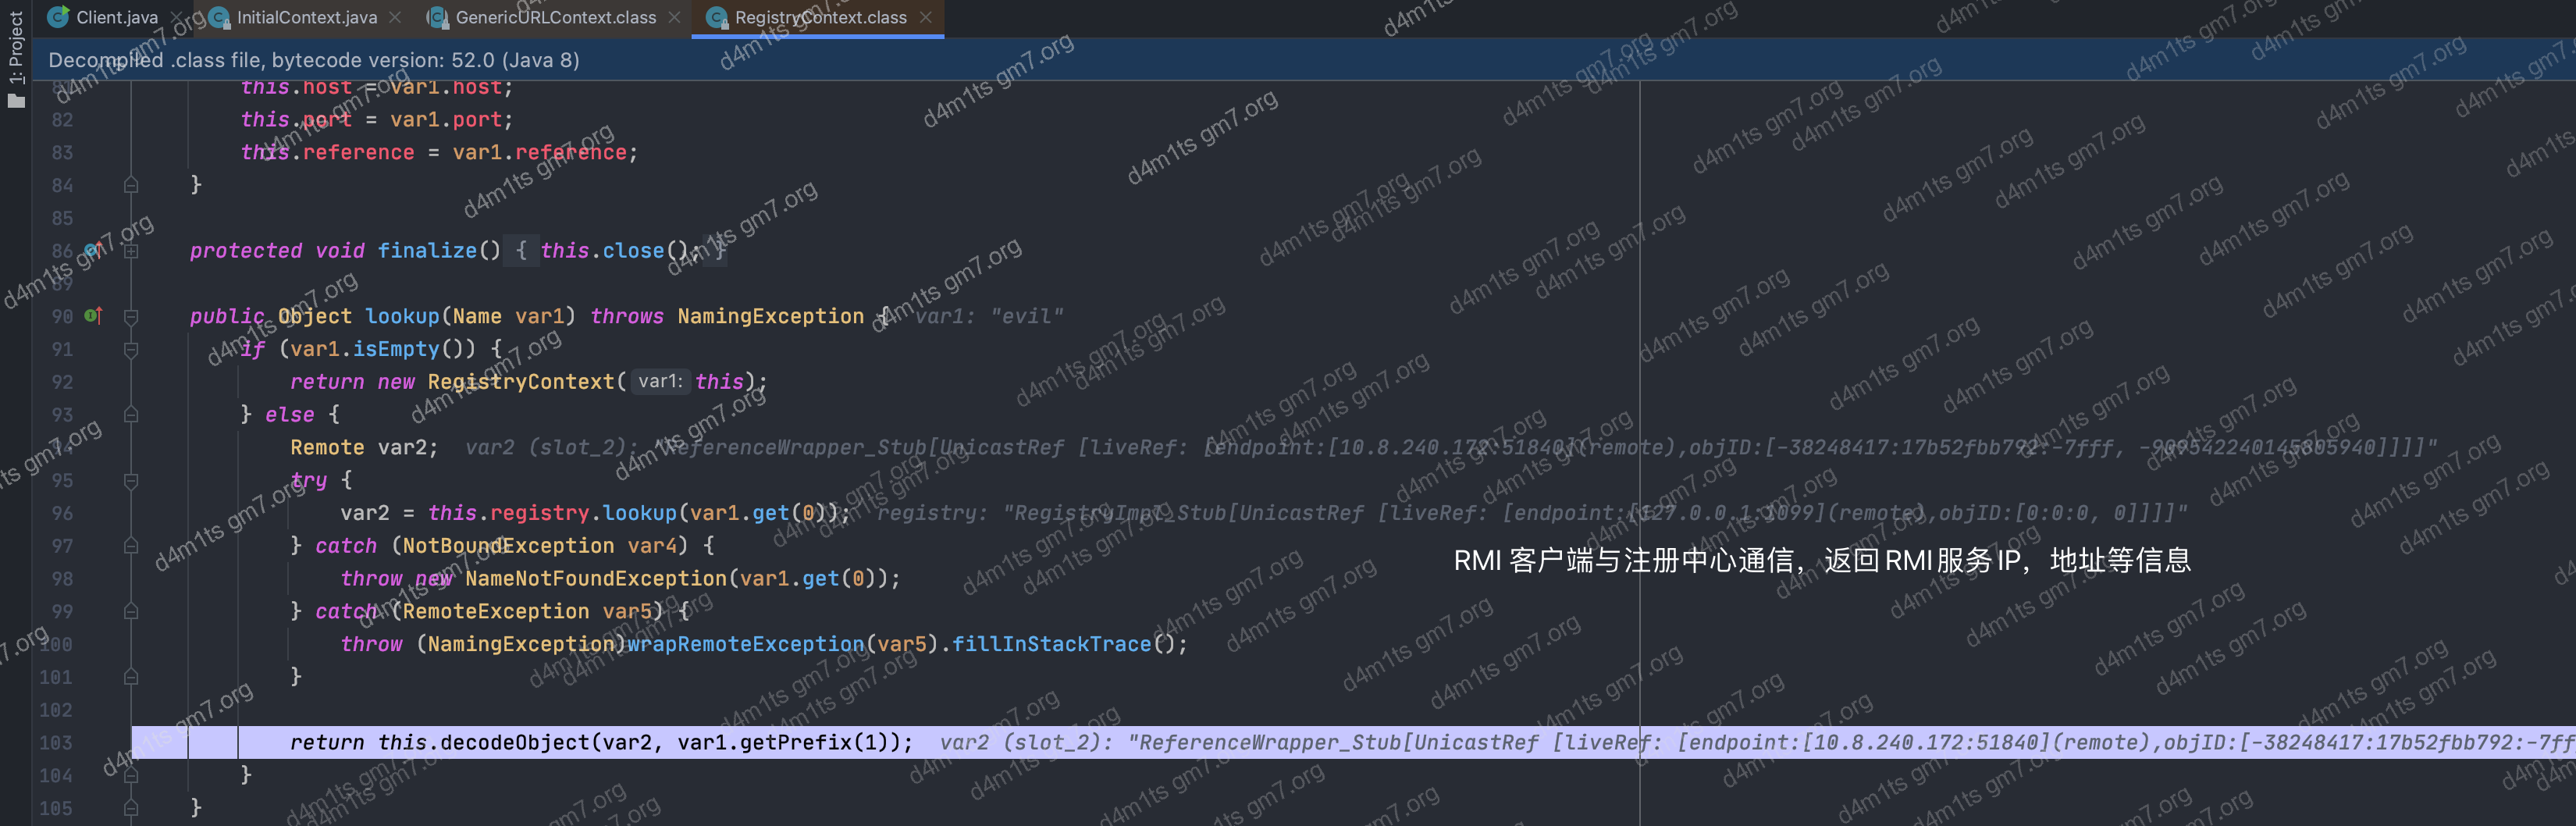 Client.java InitialContext.java GenericURLContext.class RegistryContext.class
1: Project
Decompiled .class file, bytecode version: 52.0 (Java 8)
this.host = var1.host;
82 this.port = var1.port;
83 this.reference = var1.reference;
84 }
85
86 protected void finalize() { this.close(); }
89
90 public Object lookup(Name var1) throws NamingException { var1: "evil"
91 if (var1.isEmpty()) {
92 return new RegistryContext( var1: this);
93 } else {
94 Remote var2; var2 (slot_2): "ReferenceWrapper_Stub[UnicastRef [liveRef: [endpoint:[10.8.240.172:51840](remote),objID:[-38248417:17b52fbb792:-7fff, -909542240145805940]]]]"
95 try {
96 var2 = this.registry.lookup(var1.get(0)); registry: "RegistryImpl_Stub[UnicastRef [liveRef: [endpoint:[127.0.0.1:1099](remote),objID:[0:0:0, 0]]]]"
97 } catch (NotBoundException var4) {
RMI 客户端与注册中心通信，返回 RMI 服务 IP，地址等信息
98 throw new NameNotFoundException(var1.get(0));
99 } catch (RemoteException var5) {
100 throw (NamingException)wrapRemoteException(var5).fillInStackTrace();
101 }
102
103 return this.decodeObject(var2, var1.getPrefix(1)); var2 (slot_2): "ReferenceWrapper_Stub[UnicastRef [liveRef: [endpoint:[10.8.240.172:51840](remote),objID:[-38248417:17b52fbb792:-7ff
104 }
105 }
d4m1ts gm7.org